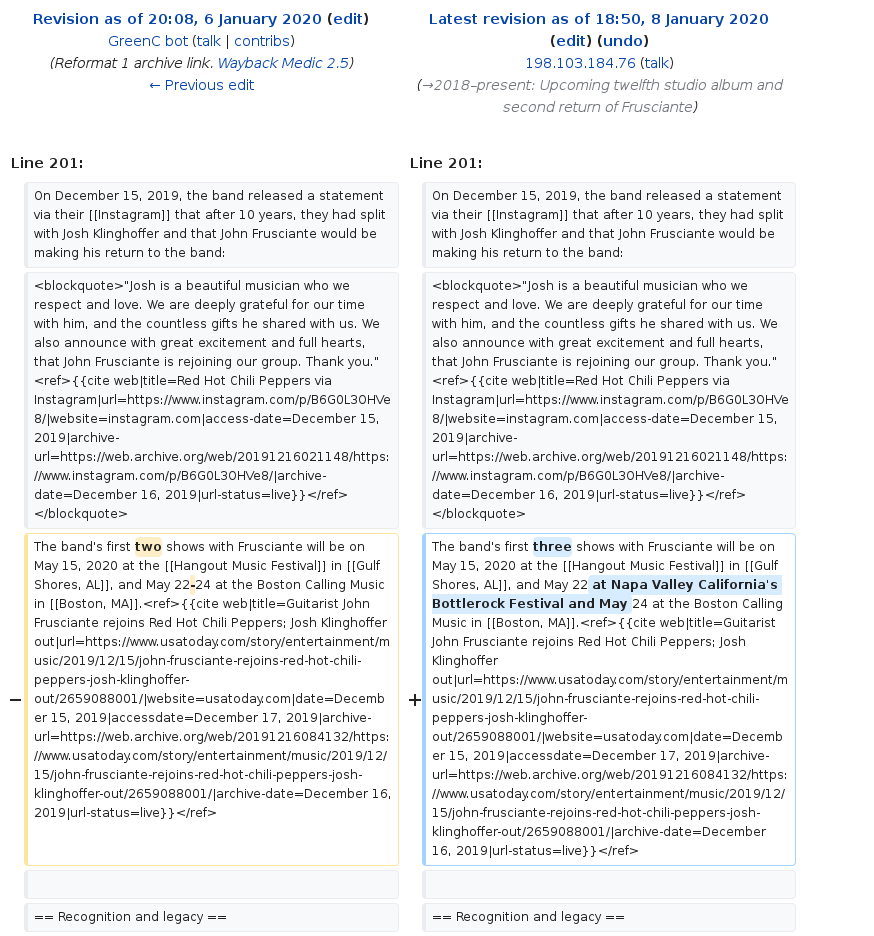 Revision as of 20:08, 6 January 2020 (edit)
GreenC bot (talk | contribs)
(Reformat 1 archive link. Wayback Medic 2.5)
← Previous edit
Latest revision as of 18:50, 8 January 2020
(edit) (undo)
198.103.184.76 (talk)
(→2018–present: Upcoming twelfth studio album and
second return of Frusciante)
Line 201:
On December 15, 2019, the band released a statement
via their [[Instagram]] that after 10 years, they had split
with Josh Klinghoffer and that John Frusciante would be
making his return to the band:
<blockquote>"Josh is a beautiful musician who we
respect and love. We are deeply grateful for our time
with him, and the countless gifts he shared with us. We
also announce with great excitement and full hearts,
that John Frusciante is rejoining our group. Thank you."
<ref>{{cite web|title=Red Hot Chili Peppers via
Instagram|url=https://www.instagram.com/p/B6G0L3OHVe
8/|website=instagram.com|access-date=December 15,
2019|archive-
url=https://web.archive.org/web/20191216021148/https:
//www.instagram.com/p/B6G0L3OHVe8/|archive-
date=December 16, 2019|url-status=live}}</ref>
</blockquote>
− The band's first two shows with Frusciante will be on
May 15, 2020 at the [[Hangout Music Festival]] in [[Gulf
Shores, AL]], and May 22-24 at the Boston Calling Music
in [[Boston, MA]].<ref>{{cite web|title=Guitarist John
Frusciante rejoins Red Hot Chili Peppers; Josh Klinghoffer
out|url=https://www.usatoday.com/story/entertainment/m
usic/2019/12/15/john-frusciante-rejoins-red-hot-chili-
peppers-josh-klinghoffer-
out/2659088001/|website=usatoday.com|date=Decemb
er 15, 2019|accessdate=December 17, 2019|archive-
url=https://web.archive.org/web/20191216084132/https:
//www.usatoday.com/story/entertainment/music/2019/12/
15/john-frusciante-rejoins-red-hot-chili-peppers-josh-
klinghoffer-out/2659088001/|archive-date=December 16,
2019|url-status=live}}</ref>
== Recognition and legacy ==
Line 201:
On December 15, 2019, the band released a statement
via their [[Instagram]] that after 10 years, they had split
with Josh Klinghoffer and that John Frusciante would be
making his return to the band:
<blockquote>"Josh is a beautiful musician who we
respect and love. We are deeply grateful for our time
with him, and the countless gifts he shared with us. We
also announce with great excitement and full hearts,
that John Frusciante is rejoining our group. Thank you."
<ref>{{cite web|title=Red Hot Chili Peppers via
Instagram|url=https://www.instagram.com/p/B6G0L3OHVe
8/|website=instagram.com|access-date=December 15,
2019|archive-
url=https://web.archive.org/web/20191216021148/https:
//www.instagram.com/p/B6G0L3OHVe8/|archive-
date=December 16, 2019|url-status=live}}</ref>
</blockquote>
+ The band's first three shows with Frusciante will be on
May 15, 2020 at the [[Hangout Music Festival]] in [[Gulf
Shores, AL]], and May 22 at Napa Valley California's
Bottlerock Festival and May 24 at the Boston Calling
Music in [[Boston, MA]].<ref>{{cite web|title=Guitarist
John Frusciante rejoins Red Hot Chili Peppers; Josh
Klinghoffer
out|url=https://www.usatoday.com/story/entertainment/m
usic/2019/12/15/john-frusciante-rejoins-red-hot-chili-
peppers-josh-klinghoffer-
out/2659088001/|website=usatoday.com|date=Decemb
er 15, 2019|accessdate=December 17, 2019|archive-
url=https://web.archive.org/web/20191216084132/https:
//www.usatoday.com/story/entertainment/music/2019/12/
15/john-frusciante-rejoins-red-hot-chili-peppers-josh-
klinghoffer-out/2659088001/|archive-date=December
16, 2019|url-status=live}}</ref>
== Recognition and legacy ==